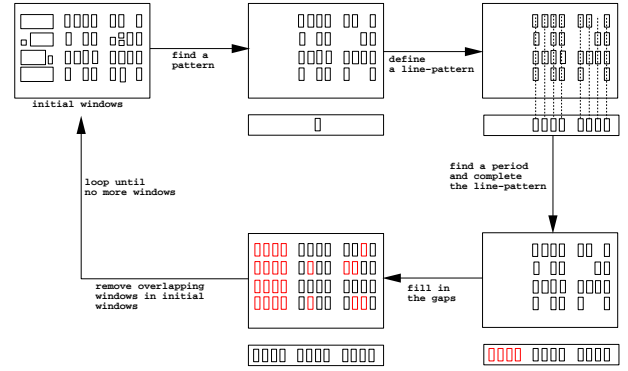 find a
pattern
define
a line-pattern
initial windows
find a period
and complete
the line-pattern
loop until
no more windows
remove overlapping
windows in initial
windows
fill in
the gaps